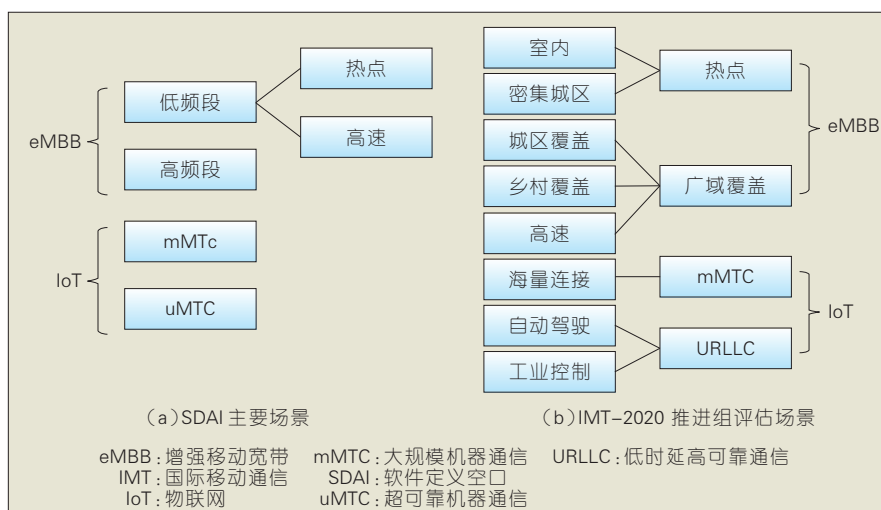 eMBB
低频段
高频段
热点
高速
IoT
mMTc
uMTC
(a)SDAI 主要场景
室内
密集城区
城区覆盖
乡村覆盖
高速
海量连接
自动驾驶
工业控制
热点
广域覆盖
mMTC
URLLC
eMBB
IoT
(b)IMT-2020 推进组评估场景
eMBB:增强移动宽带 mMTC:大规模机器通信 URLLC:低时延高可靠通信
IMT:国际移动通信 SDAI:软件定义空口
IoT:物联网 uMTC:超可靠机器通信